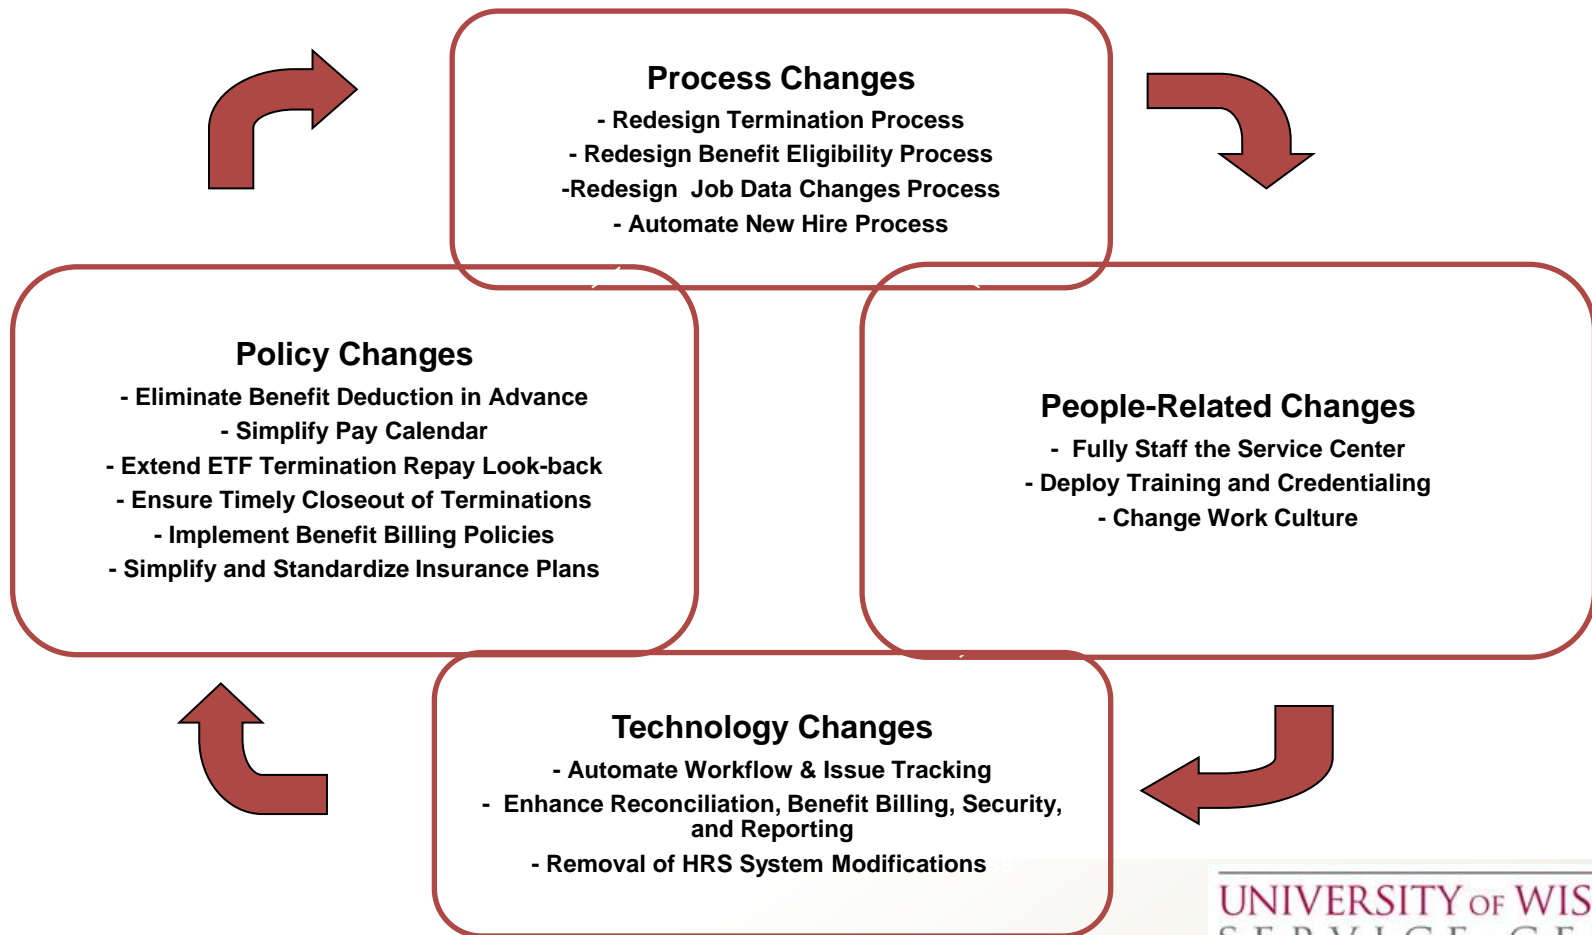 Process Changes
- Redesign Termination Process
- Redesign Benefit Eligibility Process
-Redesign  Job Data Changes Process
- Automate New Hire Process
Policy Changes
- Eliminate Benefit Deduction in Advance
- Simplify Pay Calendar
- Extend ETF Termination Repay Look-back
- Ensure Timely Closeout of Terminations
- Implement Benefit Billing Policies
- Simplify and Standardize Insurance Plans
People-Related Changes
-  Fully Staff the Service Center
- Deploy Training and Credentialing
- Change Work Culture
Technology Changes
- Automate Workflow & Issue Tracking
-  Enhance Reconciliation, Benefit Billing, Security,
and Reporting
- Removal of HRS System Modifications
UNIVERSITY OF WIS